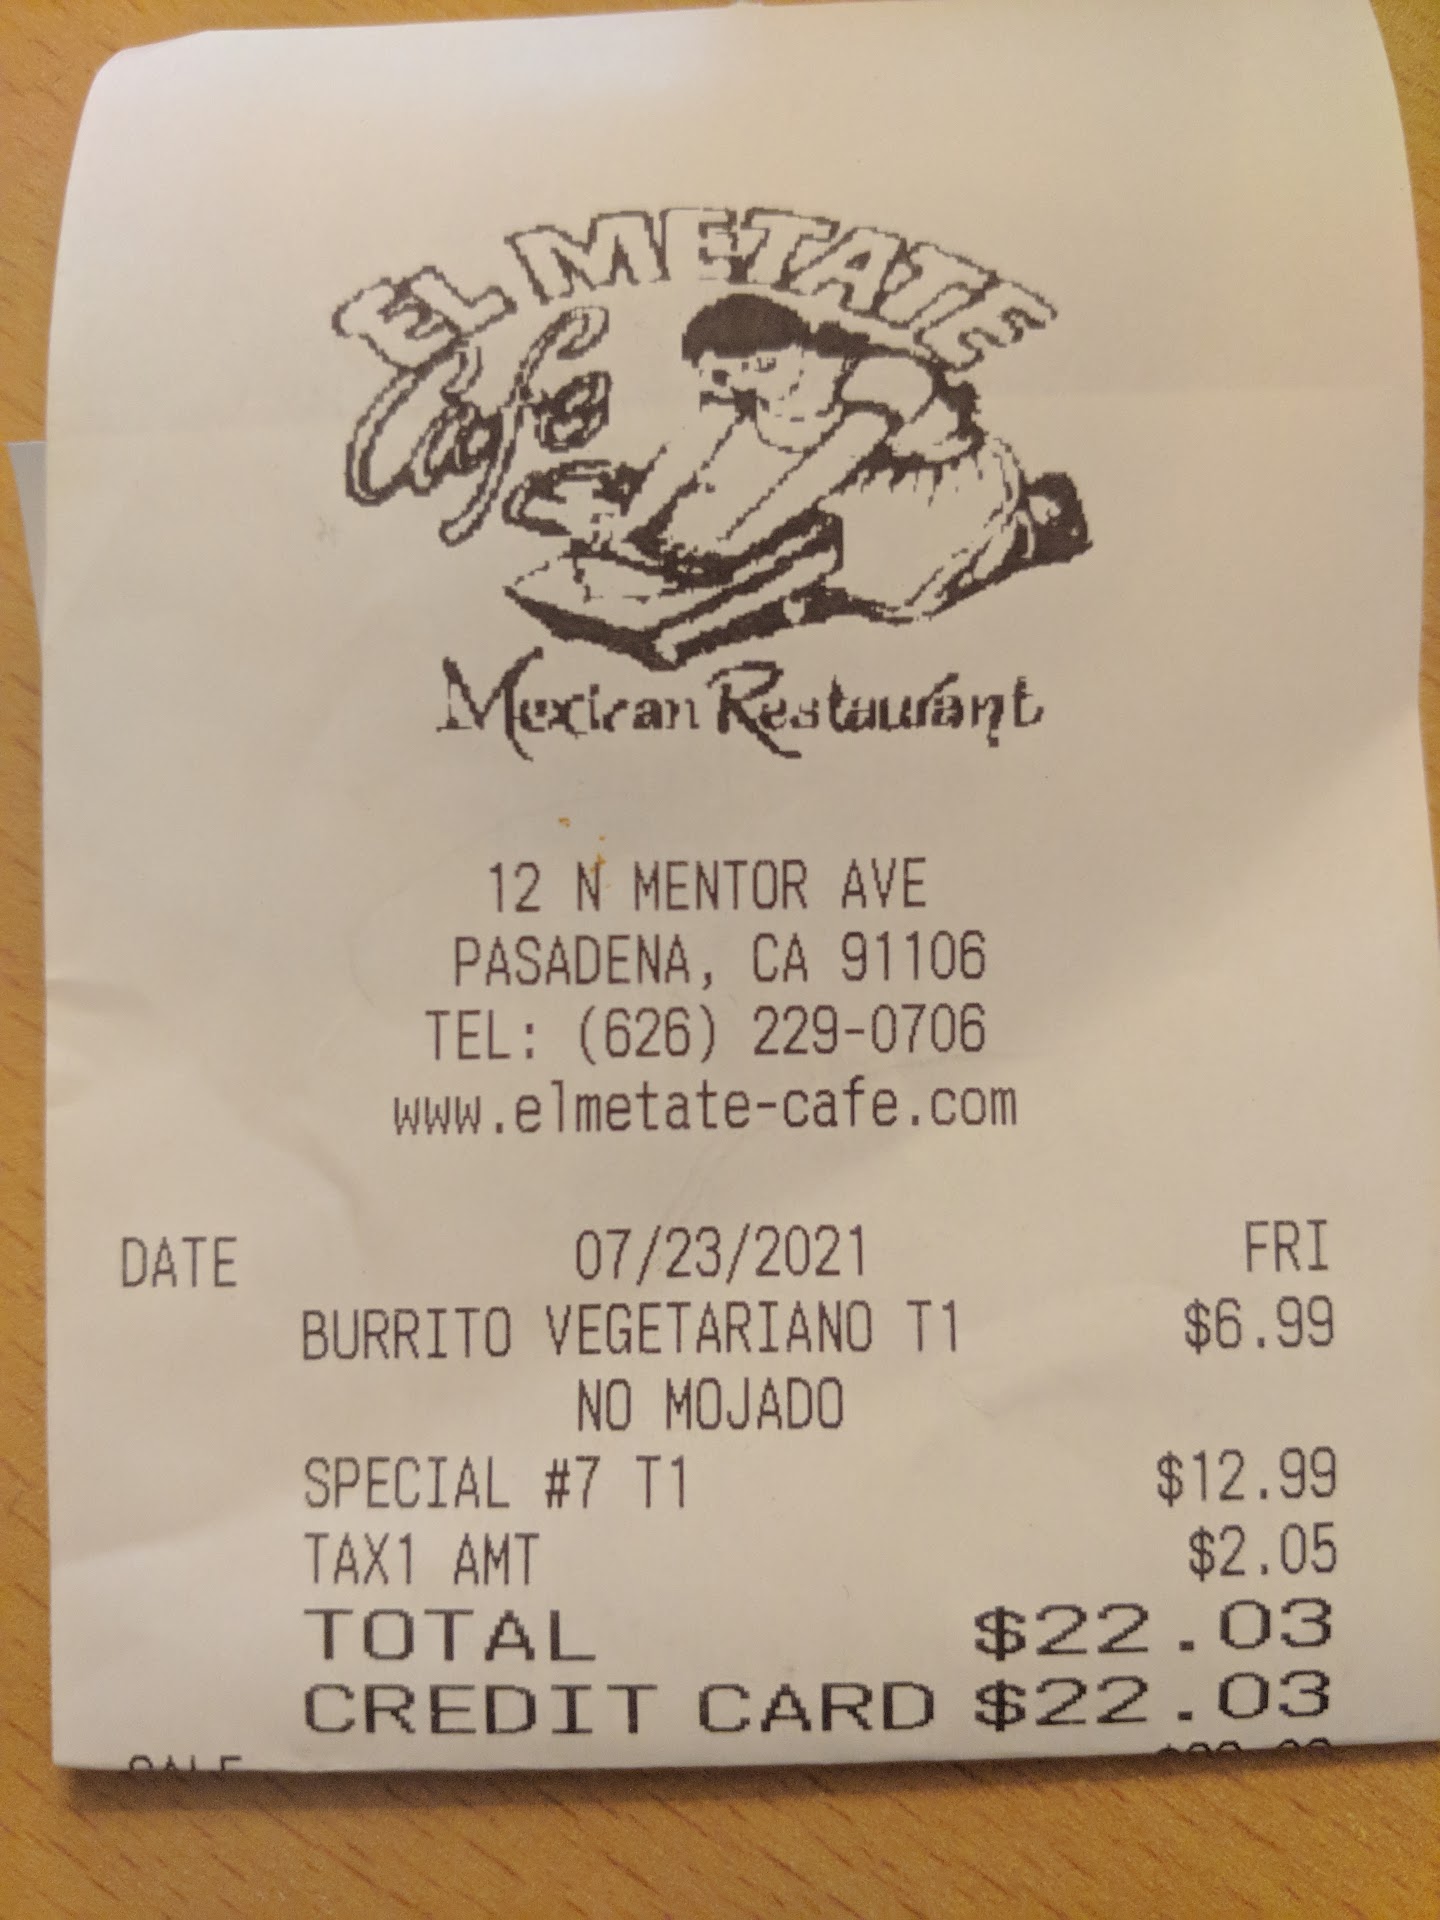 EL METATE
Cafe
Mexican Restaurant
12 N MENTOR AVE
PASADENA, CA 91106
TEL: (626) 229-0706
www.elmetate-cafe.com
DATE 07/23/2021 FRI
BURRITO VEGETARIANO T1 $6.99
NO MOJADO
SPECIAL #7 T1 $12.99
TAX1 AMT $2.05
TOTAL $22.03
CREDIT CARD $22.03